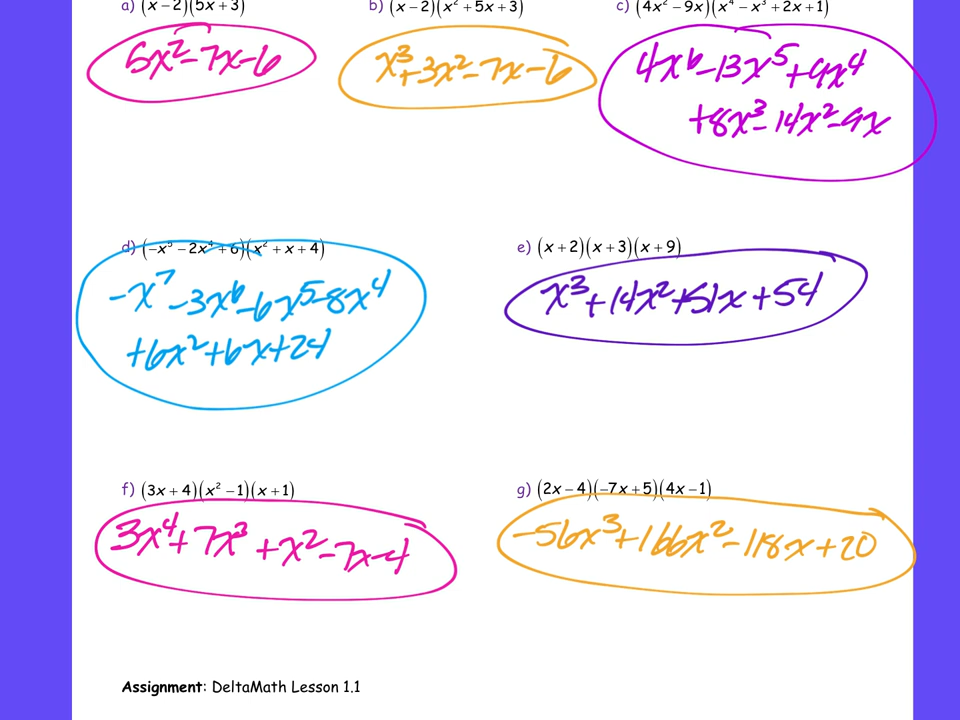 a) (x − 2)(5x + 3)
5x² − 7x − 6
b) (x − 2)(x² + 5x + 3)
x³ + 3x² − 7x − 6
c) (4x² − 9x)(x⁴ − x³ + 2x + 1)
4x⁶ − 13x⁵ + 9x⁴
+ 8x³ − 14x² − 9x
d) (−x⁵ − 2x⁴ + 6)(x² + x + 4)
−x⁷ − 3x⁶ − 6x⁵ − 8x⁴
+ 6x² + 6x + 24
e) (x + 2)(x + 3)(x + 9)
x³ + 14x² + 51x + 54
f) (3x + 4)(x² − 1)(x + 1)
3x⁴ + 7x³ + x² − 7x − 4
g) (2x − 4)(−7x + 5)(4x − 1)
−56x³ + 166x² − 118x + 20
Assignment: DeltaMath Lesson 1.1